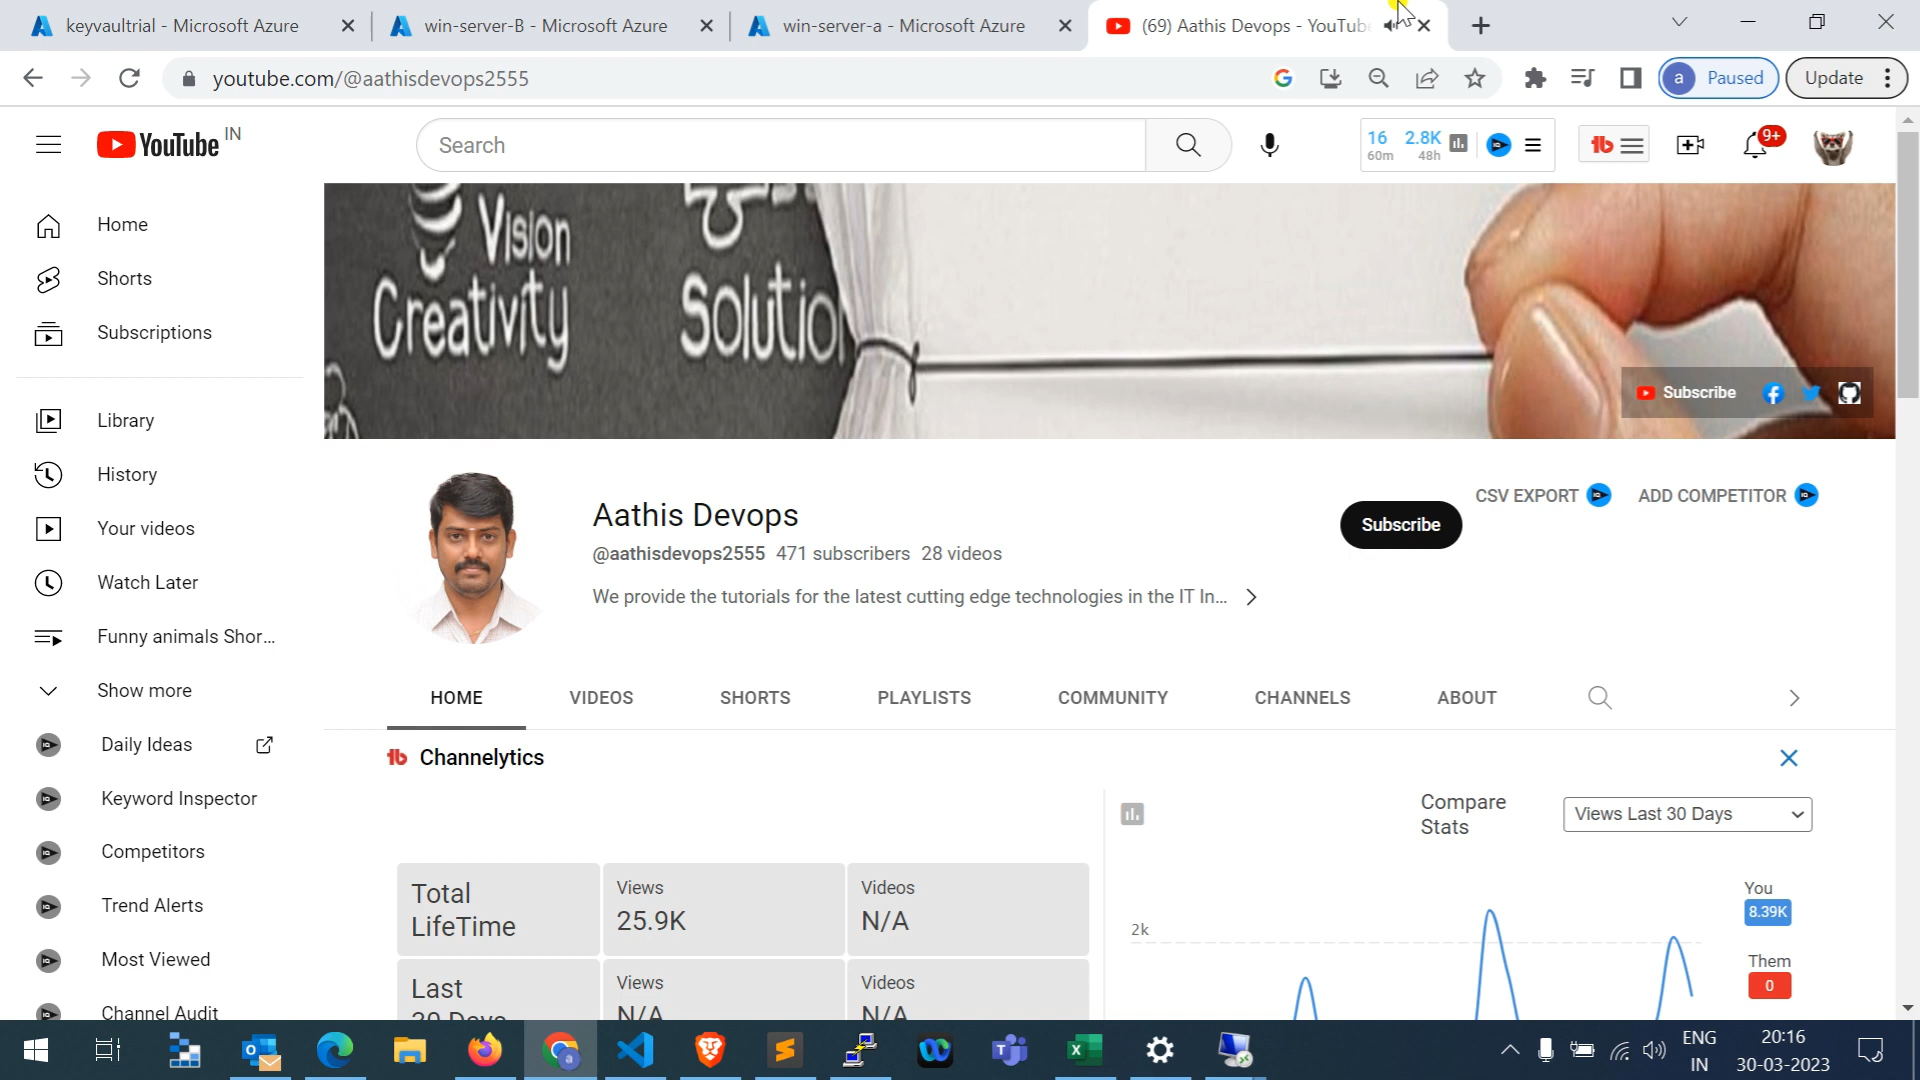 keyvaultrial - Microsoft Azure
win-server-B - Microsoft Azure
win-server-a - Microsoft Azure
(69) Aathis Devops - YouTube
youtube.com/@aathisdevops2555
a Paused
Update
YouTube IN
Search
16 2.8K
60m 48h
9+
Home
Shorts
Subscriptions
Library
History
Your videos
Watch Later
Funny animals Shor...
Show more
Daily Ideas
Keyword Inspector
Competitors
Trend Alerts
Most Viewed
Channel Audit
Vision
Creativity
Solutio
Subscribe
Aathis Devops
@aathisdevops2555 471 subscribers 28 videos
We provide the tutorials for the latest cutting edge technologies in the IT In...
Subscribe
CSV EXPORT
ADD COMPETITOR
HOME VIDEOS SHORTS PLAYLISTS COMMUNITY CHANNELS ABOUT
Channelytics
Compare
Stats
Views Last 30 Days
Total
LifeTime
Views
25.9K
Videos
N/A
Last
30 Days
Views
N/A
Videos
N/A
2k
You
8.39K
Them
0
ENG
IN
20:16
30-03-2023